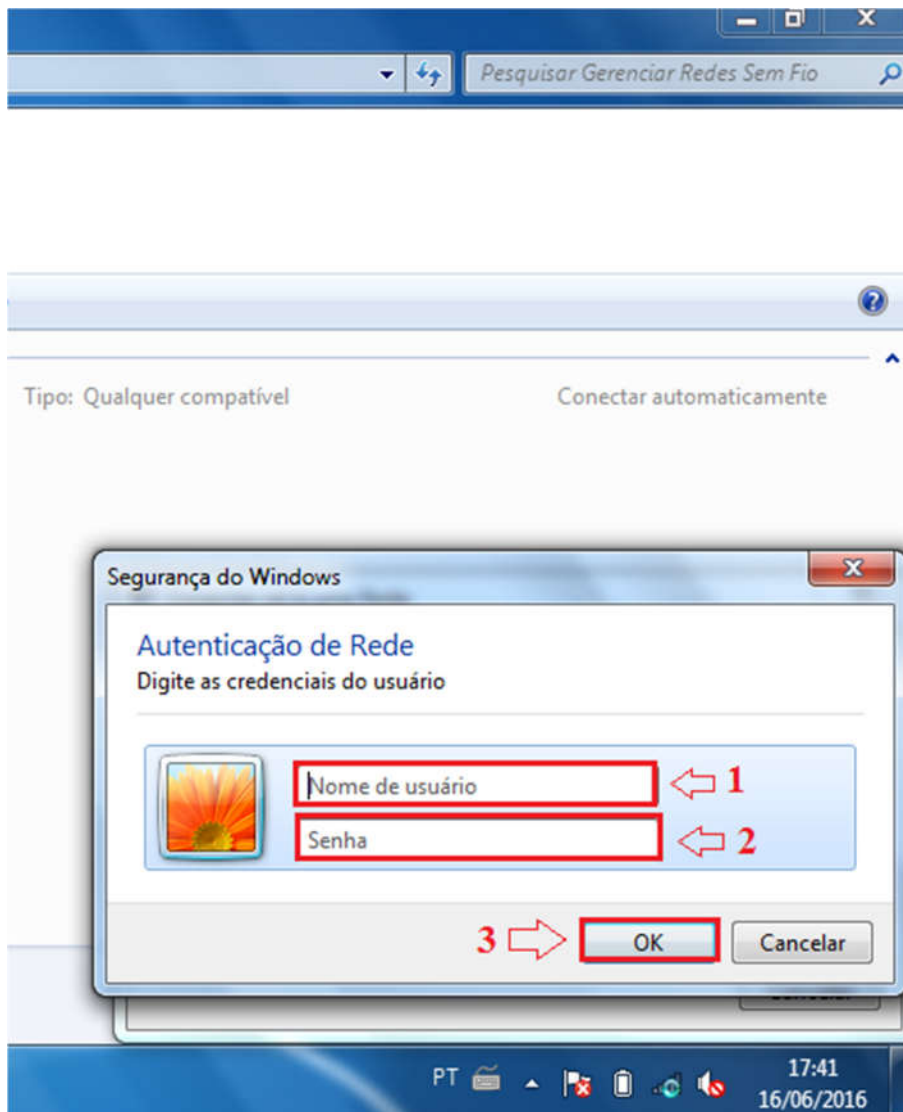 Pesquisar Gerenciar Redes Sem Fio
Tipo: Qualquer compatível Conectar automaticamente
Segurança do Windows
Autenticação de Rede
Digite as credenciais do usuário
Nome de usuário 1
Senha 2
3 OK Cancelar
PT 17:41
16/06/2016